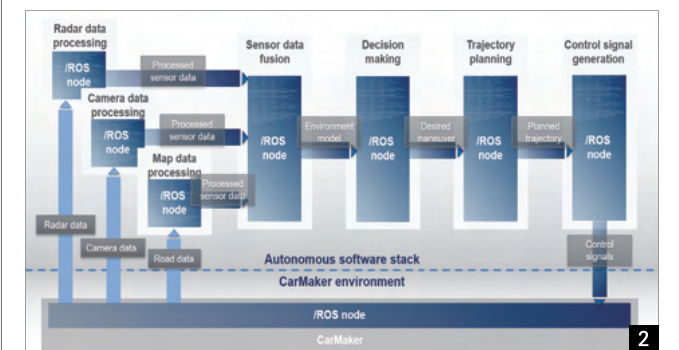 Radar data
processing
/ROS
node
Processed
sensor data
Camera data
processing
/ROS
node
Processed
sensor data
Map data
processing
/ROS
node
Processed
sensor data
Sensor data
fusion
/ROS
node
Environment
model
Decision
making
/ROS
node
Desired
maneuver
Trajectory
planning
/ROS
node
Planned
trajectory
Control signal
generation
/ROS
node
Radar data
Camera data
Road data
Control
signals
Autonomous software stack
CarMaker environment
/ROS node
CarMaker
2